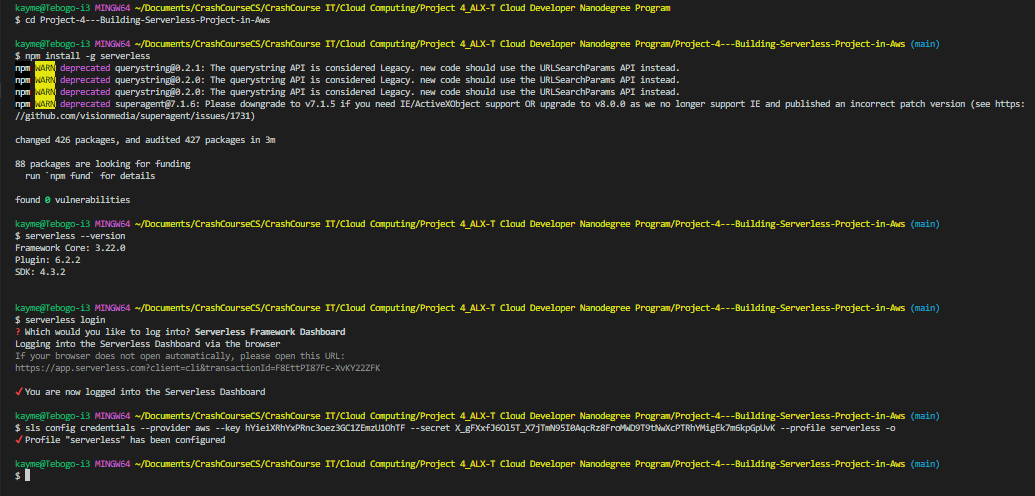 kayme@Tebogo-i3 MINGW64 ~/Documents/CrashCourseCS/CrashCourse IT/Cloud Computing/Project 4_ALX-T Cloud Developer Nanodegree Program
$ cd Project-4---Building-Serverless-Project-in-Aws
kayme@Tebogo-i3 MINGW64 ~/Documents/CrashCourseCS/CrashCourse IT/Cloud Computing/Project 4_ALX-T Cloud Developer Nanodegree Program/Project-4---Building-Serverless-Project-in-Aws (main)
$ npm install -g serverless
npm WARN deprecated querystring@0.2.1: The querystring API is considered Legacy. new code should use the URLSearchParams API instead.
npm WARN deprecated querystring@0.2.0: The querystring API is considered Legacy. new code should use the URLSearchParams API instead.
npm WARN deprecated querystring@0.2.0: The querystring API is considered Legacy. new code should use the URLSearchParams API instead.
npm WARN deprecated superagent@7.1.6: Please downgrade to v7.1.5 if you need IE/ActiveXObject support OR upgrade to v8.0.0 as we no longer support IE and published an incorrect patch version (see https:
//github.com/visionmedia/superagent/issues/1731)
changed 426 packages, and audited 427 packages in 3m
88 packages are looking for funding
run `npm fund` for details
found 0 vulnerabilities
kayme@Tebogo-i3 MINGW64 ~/Documents/CrashCourseCS/CrashCourse IT/Cloud Computing/Project 4_ALX-T Cloud Developer Nanodegree Program/Project-4---Building-Serverless-Project-in-Aws (main)
$ serverless --version
Framework Core: 3.22.0
Plugin: 6.2.2
SDK: 4.3.2
kayme@Tebogo-i3 MINGW64 ~/Documents/CrashCourseCS/CrashCourse IT/Cloud Computing/Project 4_ALX-T Cloud Developer Nanodegree Program/Project-4---Building-Serverless-Project-in-Aws (main)
$ serverless login
? Which would you like to log into? Serverless Framework Dashboard
Logging into the Serverless Dashboard via the browser
If your browser does not open automatically, please open this URL:
https://app.serverless.com?client=cli&transactionId=F8EttPI87Fc-XvKY22ZFK
✓You are now logged into the Serverless Dashboard
kayme@Tebogo-i3 MINGW64 ~/Documents/CrashCourseCS/CrashCourse IT/Cloud Computing/Project 4_ALX-T Cloud Developer Nanodegree Program/Project-4---Building-Serverless-Project-in-Aws (main)
$ sls config credentials --provider aws --key hYieiXRhYxPRnc3oez3GC1ZEmzU1OhTF --secret X_gFXxfJ6Ol5T_X7jTmN95I0AqcRz8FroMWD9T9tNwXcPTRhYMigEk7m6kpGpUvK --profile serverless -o
✓Profile "serverless" has been configured
kayme@Tebogo-i3 MINGW64 ~/Documents/CrashCourseCS/CrashCourse IT/Cloud Computing/Project 4_ALX-T Cloud Developer Nanodegree Program/Project-4---Building-Serverless-Project-in-Aws (main)
$